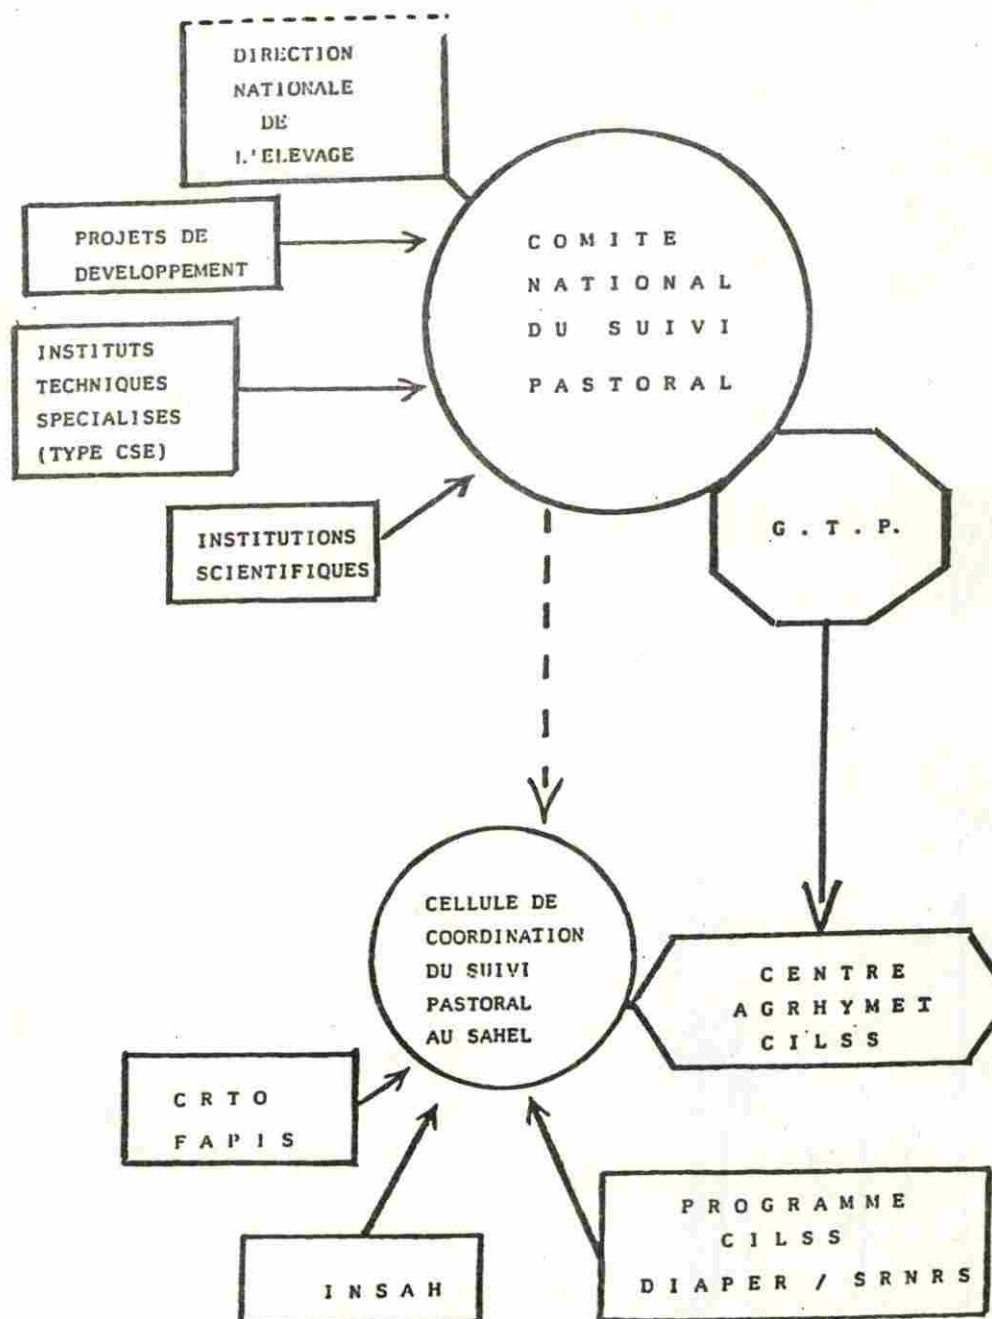 DIRECTION
NATIONALE
DE
L'ELEVAGE
PROJETS DE
DEVELOPPEMENT
INSTITUTS
TECHNIQUES
SPECIALISES
(TYPE CSE)
INSTITUTIONS
SCIENTIFIQUES
COMITE
NATIONAL
DU SUIVI
PASTORAL
G.T.P.
CELLULE DE
COORDINATION
DU SUIVI
PASTORAL
AU SAHEL
CENTRE
AGRHYMET
CILSS
CRTO
FAPIS
INSAH
PROGRAMME
CILSS
DIAPER / SRNRS